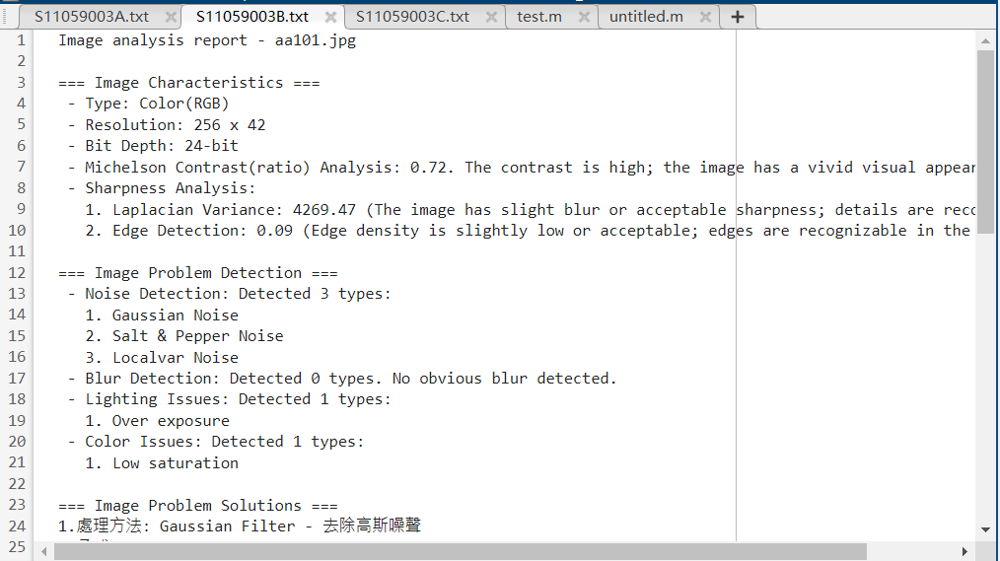 S11059003A.txt S11059003B.txt S11059003C.txt test.m untitled.m
1 Image analysis report - aa101.jpg
2
3 === Image Characteristics ===
4 - Type: Color(RGB)
5 - Resolution: 256 x 42
6 - Bit Depth: 24-bit
7 - Michelson Contrast(ratio) Analysis: 0.72. The contrast is high; the image has a vivid visual appear
8 - Sharpness Analysis:
9 1. Laplacian Variance: 4269.47 (The image has slight blur or acceptable sharpness; details are reco
10 2. Edge Detection: 0.09 (Edge density is slightly low or acceptable; edges are recognizable in the
11
12 === Image Problem Detection ===
13 - Noise Detection: Detected 3 types:
14 1. Gaussian Noise
15 2. Salt & Pepper Noise
16 3. Localvar Noise
17 - Blur Detection: Detected 0 types. No obvious blur detected.
18 - Lighting Issues: Detected 1 types:
19 1. Over exposure
20 - Color Issues: Detected 1 types:
21 1. Low saturation
22
23 === Image Problem Solutions ===
24 1.處理方法: Gaussian Filter - 去除高斯噪聲
25